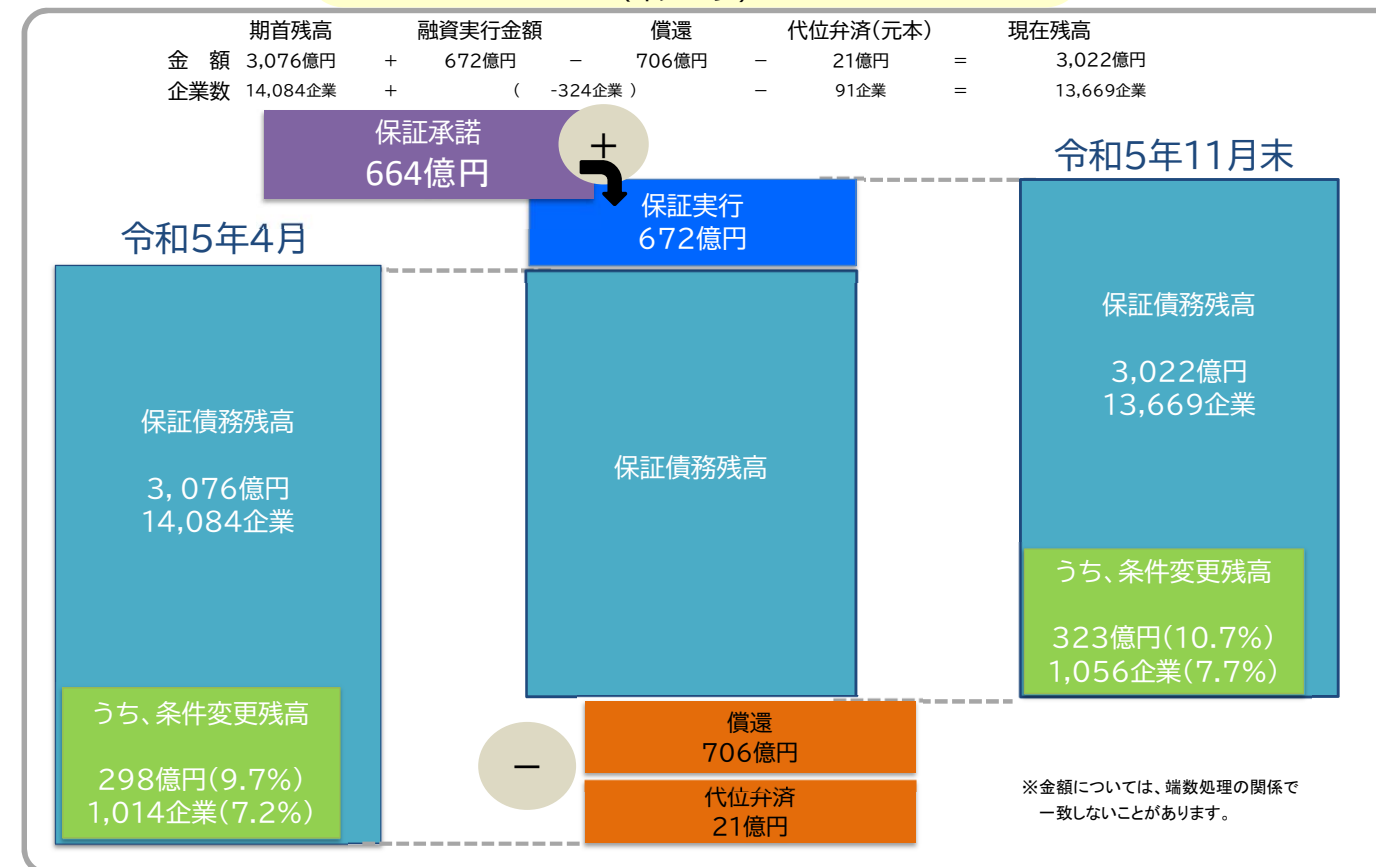 期首残高 融資実行金額 償還 代位弁済(元本) 現在残高
金 額 3,076億円 + 672億円 − 706億円 − 21億円 = 3,022億円
企業数 14,084企業 + ( -324企業 ) − 91企業 = 13,669企業
保証承諾
664億円
+
令和5年11月末
保証実行
672億円
令和5年4月
保証債務残高
3,076億円
14,084企業
うち、条件変更残高
298億円(9.7%)
1,014企業(7.2%)
保証債務残高
−
償還
706億円
代位弁済
21億円
保証債務残高
3,022億円
13,669企業
うち、条件変更残高
323億円(10.7%)
1,056企業(7.7%)
※金額については、端数処理の関係で
一致しないことがあります。